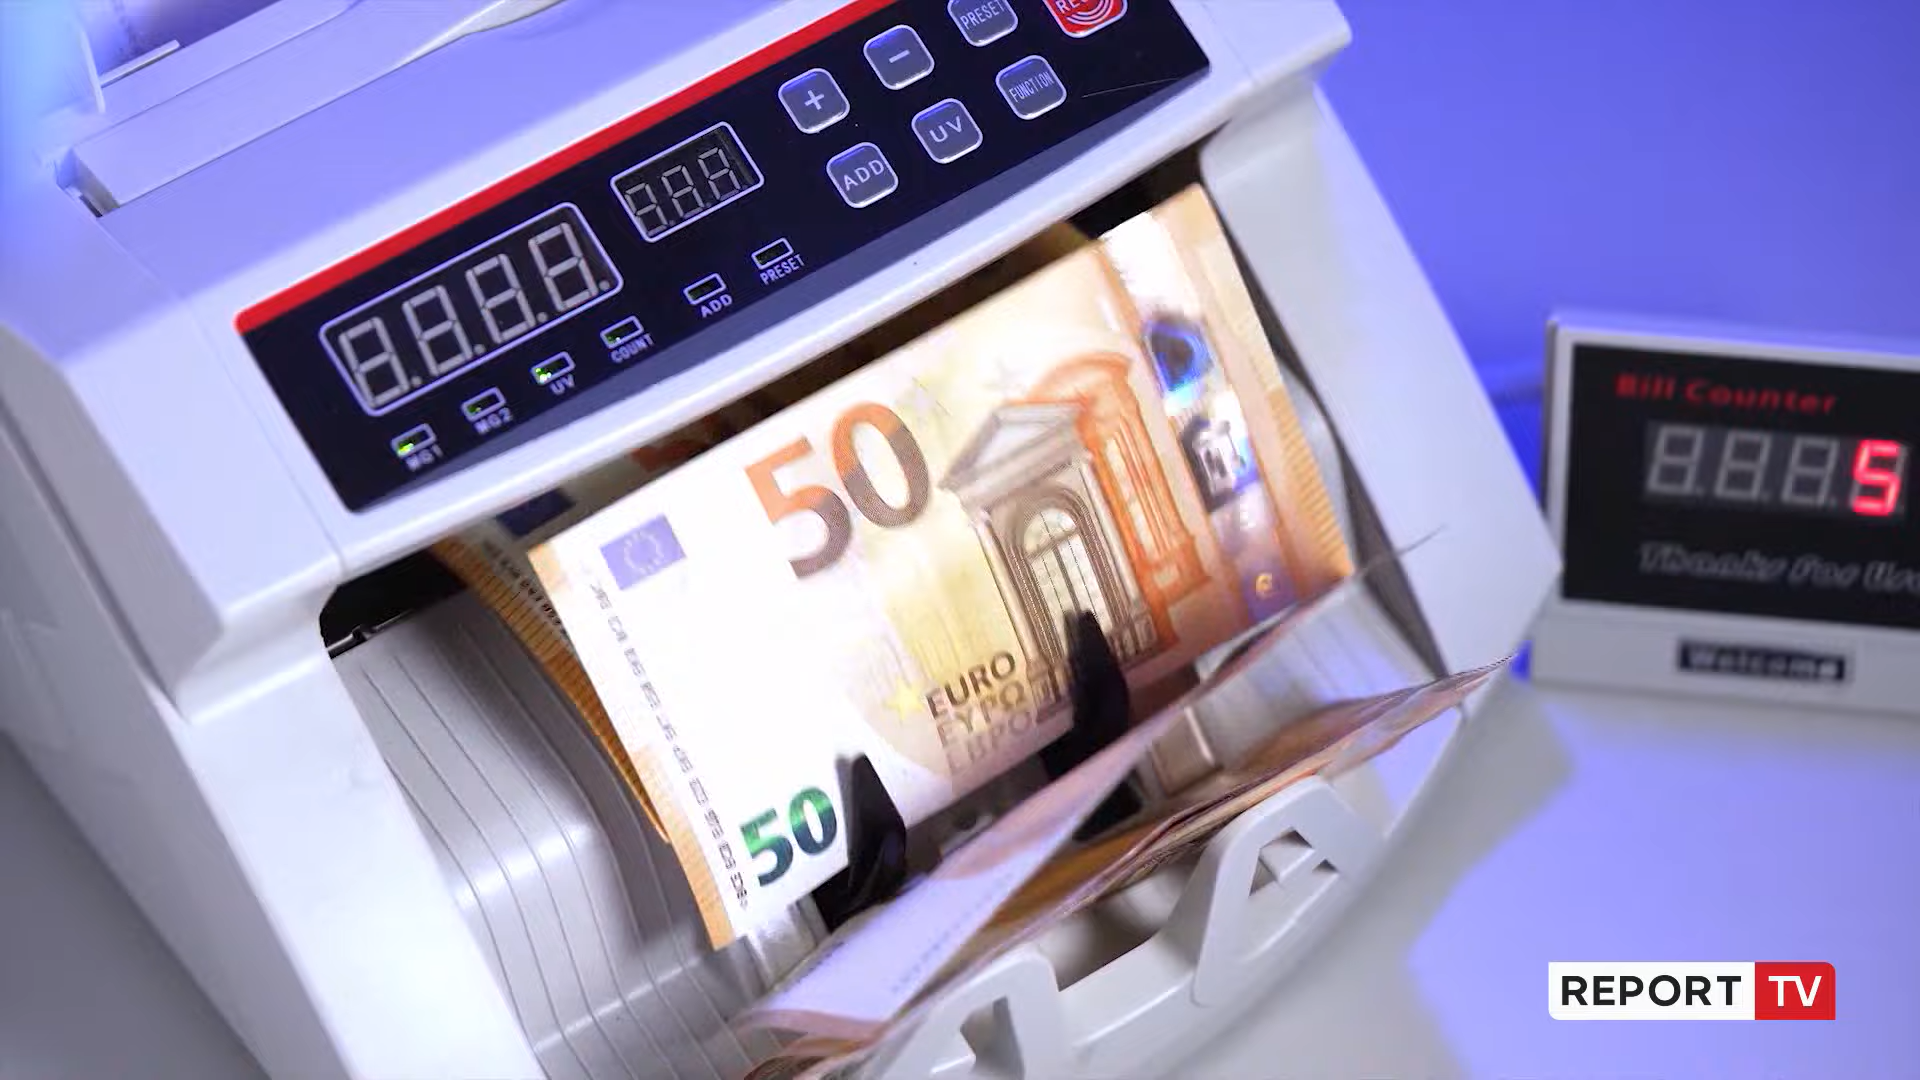 PRESET
+
-
FUNCTION
UV
ADD
PRESET
ADD
COUNT
UV
MG2
MG1
50
EURO
ΕΥΡΩ
ЕВРО
50
Bill Counter
5
Welcome
REPORT TV